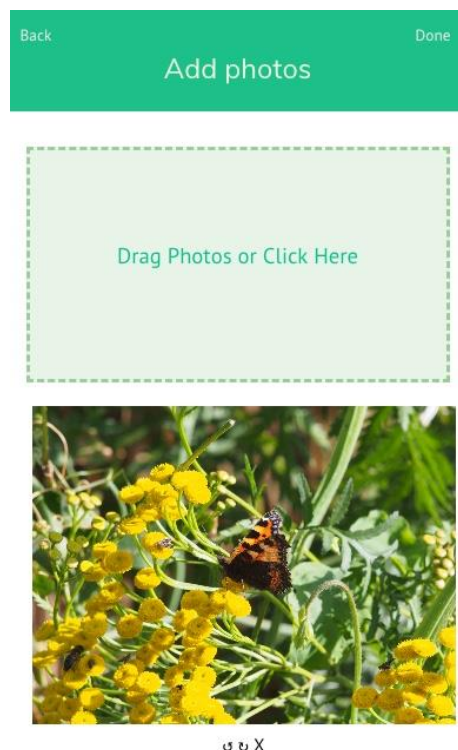 Back
Done
Add photos
Drag Photos or Click Here
↺ ↻ X